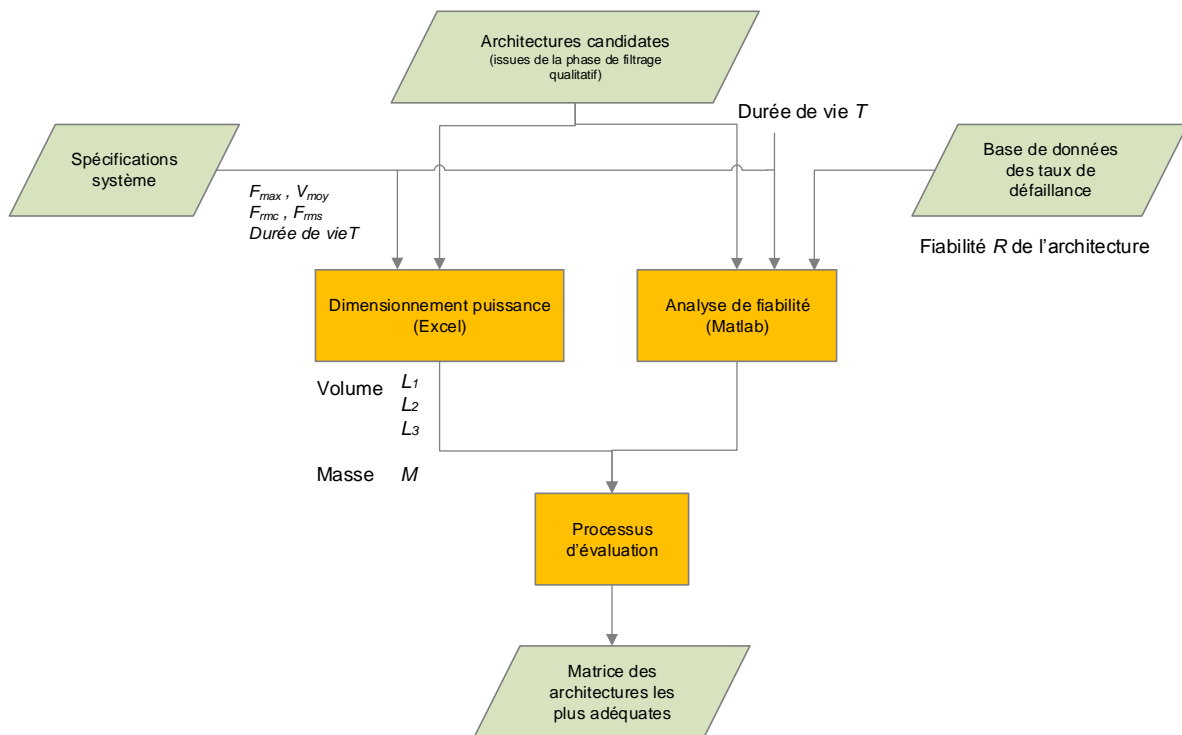 Architectures candidates
(issues de la phase de filtrage
qualitatif)
Durée de vie T
Spécifications
système
Base de données
des taux de
défaillance
Fmax , Vmoy
Frmc , Frms
Durée de vieT
Fiabilité R de l'architecture
Dimensionnement puissance
(Excel)
Analyse de fiabilité
(Matlab)
Volume L1
L2
L3
Masse M
Processus
d'évaluation
Matrice des
architectures les
plus adéquates